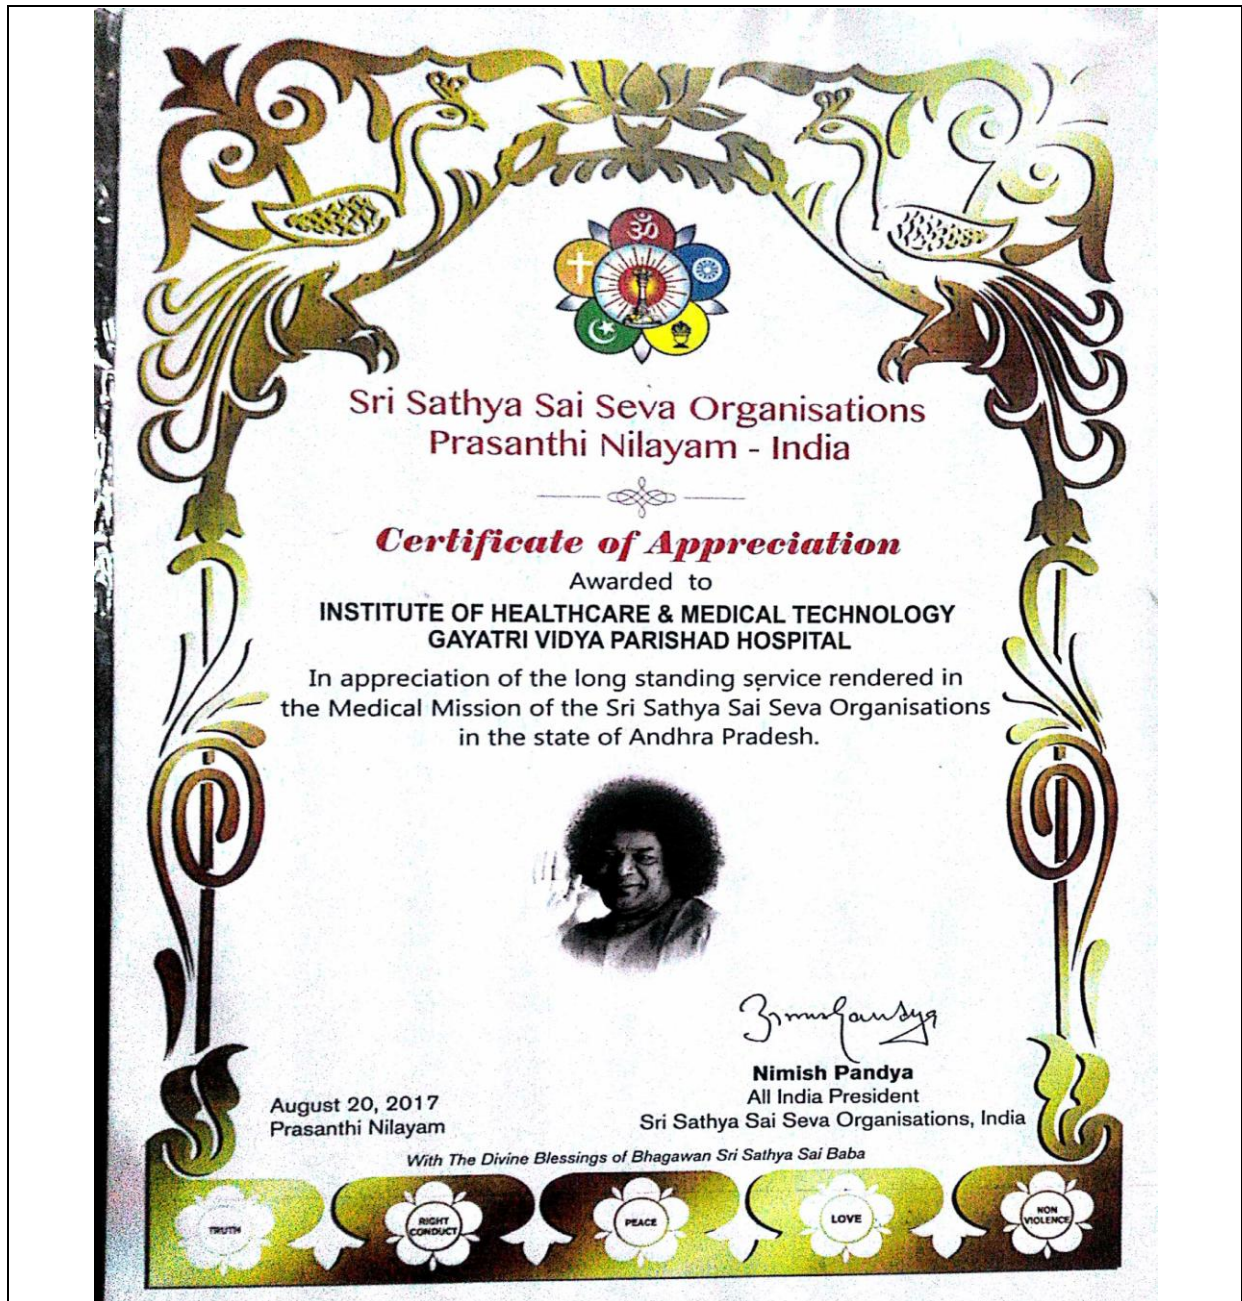 ॐ
Sri Sathya Sai Seva Organisations
Prasanthi Nilayam - India
Certificate of Appreciation
Awarded to
INSTITUTE OF HEALTHCARE & MEDICAL TECHNOLOGY
GAYATRI VIDYA PARISHAD HOSPITAL
In appreciation of the long standing service rendered in
the Medical Mission of the Sri Sathya Sai Seva Organisations
in the state of Andhra Pradesh.
Nimish Pandya
Nimish Pandya
All India President
Sri Sathya Sai Seva Organisations, India
August 20, 2017
Prasanthi Nilayam
With The Divine Blessings of Bhagawan Sri Sathya Sai Baba
TRUTH
RIGHT
CONDUCT
PEACE
LOVE
NON
VIOLENCE